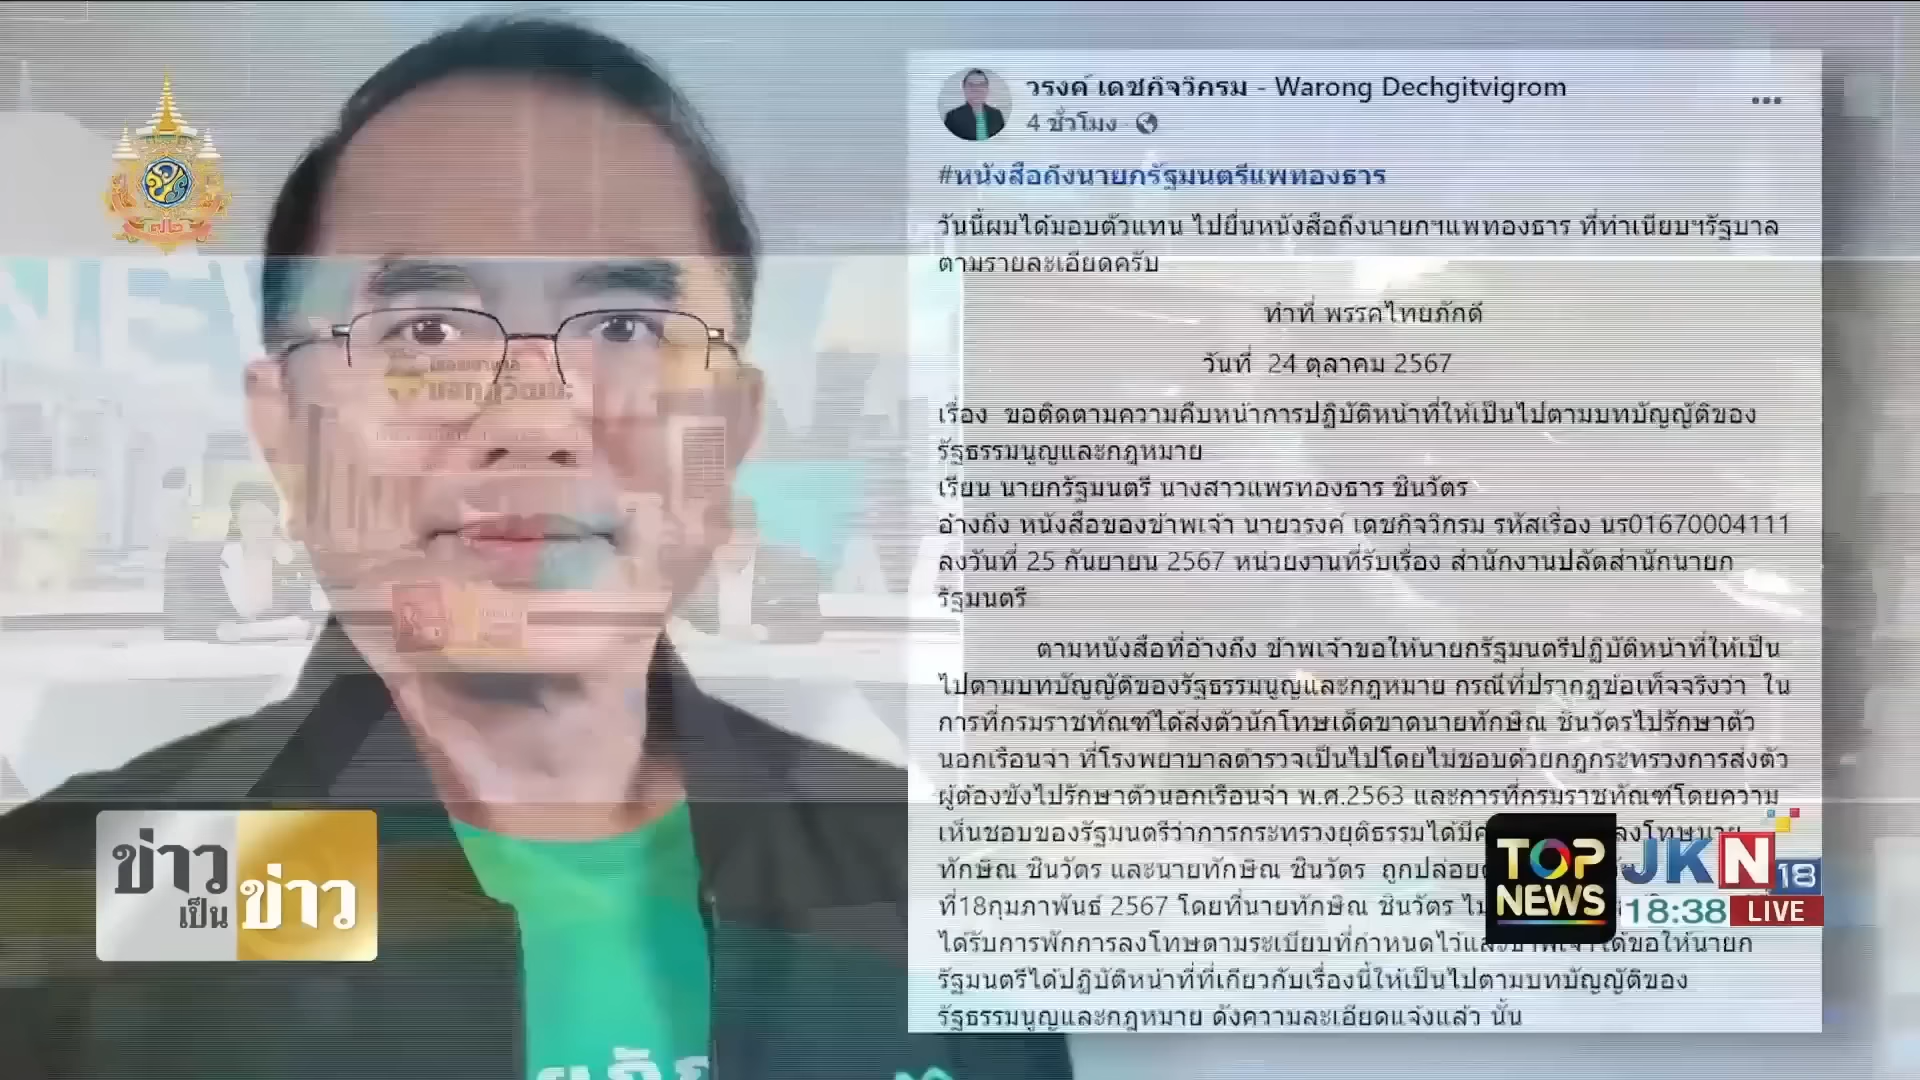 วรงค์ เดชกิจวิกรม - Warong Dechgitvigrom
4 ชั่วโมง
#หนังสือถึงนายกรัฐมนตรีแพทองธาร
วันนี้ผมได้มอบตัวแทน ไปยื่นหนังสือถึงนายกฯแพทองธาร ที่ทำเนียบฯรัฐบาล
ตามรายละเอียดครับ
ทำที่ พรรคไทยภักดี
วันที่ 24 ตุลาคม 2567
เรื่อง ขอติดตามความคืบหน้าการปฏิบัติหน้าที่ให้เป็นไปตามบทบัญญัติของ
รัฐธรรมนูญและกฎหมาย
เรียน นายกรัฐมนตรี นางสาวแพรทองธาร ชินวัตร
อ้างถึง หนังสือของข้าพเจ้า นายวรงค์ เดชกิจวิกรม รหัสเรื่อง นร01670004111
ลงวันที่ 25 กันยายน 2567 หน่วยงานที่รับเรื่อง สำนักงานปลัดสำนักนายก
รัฐมนตรี
ตามหนังสือที่อ้างถึง ข้าพเจ้าขอให้นายกรัฐมนตรีปฏิบัติหน้าที่ให้เป็น
ไปตามบทบัญญัติของรัฐธรรมนูญและกฎหมาย กรณีที่ปรากฏข้อเท็จจริงว่า ใน
การที่กรมราชทัณฑ์ได้ส่งตัวนักโทษเด็ดขาดนายทักษิณ ชินวัตรไปรักษาตัว
นอกเรือนจำ ที่โรงพยาบาลตำรวจเป็นไปโดยไม่ชอบด้วยกฎกระทรวงการส่งตัว
ผู้ต้องขังไปรักษาตัวนอกเรือนจำ พ.ศ.2563 และการที่กรมราชทัณฑ์โดยความ
เห็นชอบของรัฐมนตรีว่าการกระทรวงยุติธรรมได้มี ลงโทษนาย
ทักษิณ ชินวัตร และนายทักษิณ ชินวัตร ถูกปล่อย
ที่18กุมภาพันธ์ 2567 โดยที่นายทักษิณ ชินวัตร
ได้รับการพักการลงโทษตามระเบียบที่กำหนดไว้และข้าพเจ้าได้ขอให้นายก
รัฐมนตรีได้ปฏิบัติหน้าที่ที่เกี่ยวกับเรื่องนี้ให้เป็นไปตามบทบัญญัติของ
รัฐธรรมนูญและกฎหมาย ดังความละเอียดแจ้งแล้ว นั้น
ข่าว
เป็น
ข่าว
TOP
NEWS
JKN18
18:38 LIVE